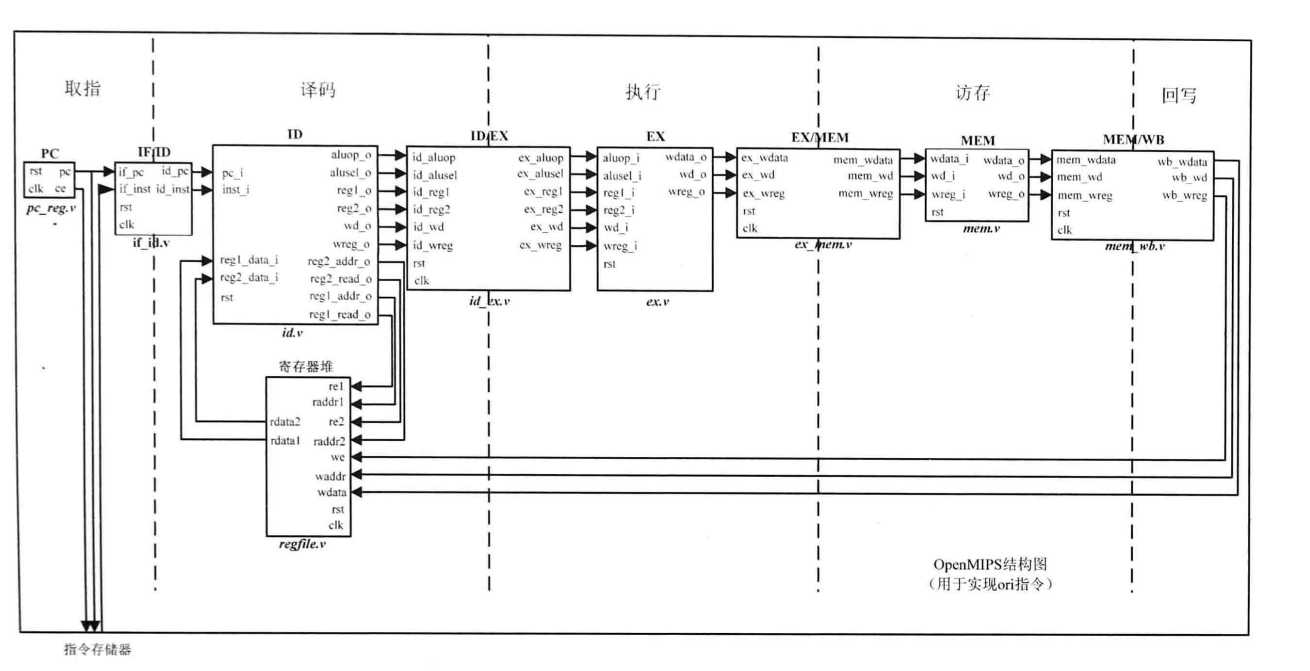 取指
译码
执行
访存
回写
PC
rst pc
clk ce
pc_reg.v
IF/ID
if_pc id_pc
if_inst id_inst
rst
clk
if_id.v
ID
aluop_o
pc_i alusel_o
inst_i reg1_o
reg2_o
wd_o
wreg_o
reg1_data_i reg2_addr_o
reg2_data_i reg2_read_o
rst reg1_addr_o
reg1_read_o
id.v
ID/EX
id_aluop ex_aluop
id_alusel ex_alusel
id_reg1 ex_reg1
id_reg2 ex_reg2
id_wd ex_wd
id_wreg ex_wreg
rst
clk
id_ex.v
EX
aluop_i wdata_o
alusel_i wd_o
reg1_i wreg_o
reg2_i
wd_i
wreg_i
rst
ex.v
EX/MEM
ex_wdata mem_wdata
ex_wd mem_wd
ex_wreg mem_wreg
rst
clk
ex_mem.v
MEM
wdata_i wdata_o
wd_i wd_o
wreg_i wreg_o
rst
mem.v
MEM/WB
mem_wdata wb_wdata
mem_wd wb_wd
mem_wreg wb_wreg
rst
clk
mem_wb.v
寄存器堆
re1
raddr1
rdata2 re2
rdata1 raddr2
we
waddr
wdata
rst
clk
regfile.v
OpenMIPS结构图
（用于实现ori指令）
指令存储器